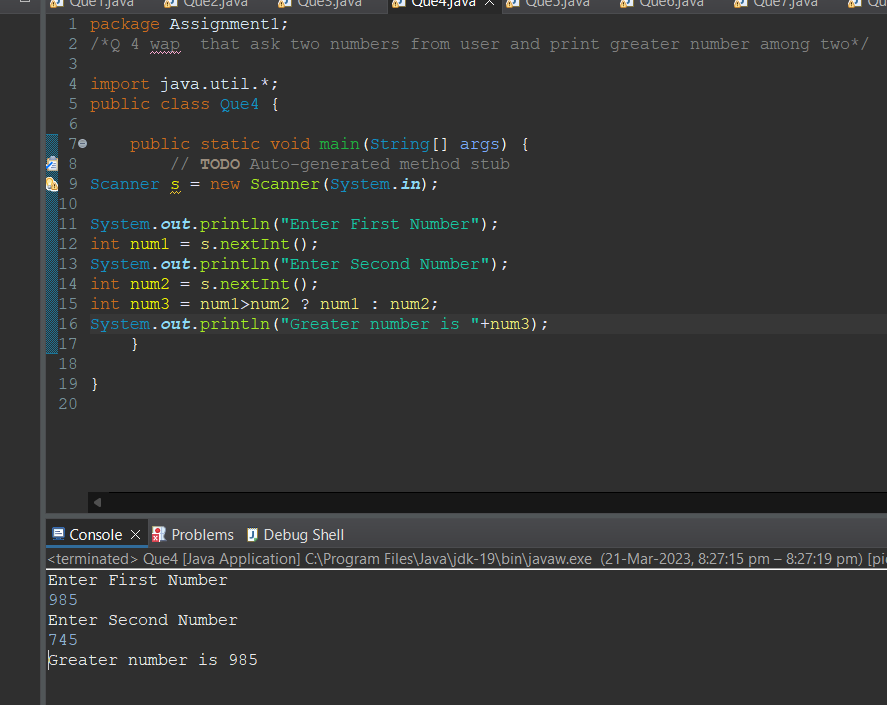 Que1.java Que2.java Que3.java Que4.java Que5.java Que6.java Que7.java
1 package Assignment1;
2 /*Q 4 wap  that ask two numbers from user and print greater number among two*/
3
4 import java.util.*;
5 public class Que4 {
6
7     public static void main(String[] args) {
8         // TODO Auto-generated method stub
9 Scanner s = new Scanner(System.in);
10
11 System.out.println("Enter First Number");
12 int num1 = s.nextInt();
13 System.out.println("Enter Second Number");
14 int num2 = s.nextInt();
15 int num3 = num1>num2 ? num1 : num2;
16 System.out.println("Greater number is "+num3);
17     }
18
19 }
20
Console Problems Debug Shell
<terminated> Que4 [Java Application] C:\Program Files\Java\jdk-19\bin\javaw.exe (21-Mar-2023, 8:27:15 pm – 8:27:19 pm)
Enter First Number
985
Enter Second Number
745
Greater number is 985